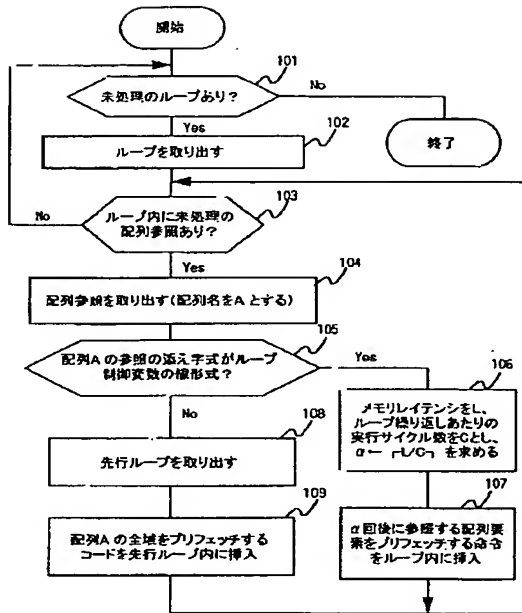 開始
101
未処理のループあり?
No
Yes
102
ループを取り出す
終了
103
ループ内に未処理の
配列参照あり?
No
Yes
104
配列参照を取り出す(配列名をAとする)
105
配列Aの参照の添え字式がループ
制御変数の線形式?
Yes
No
106
メモリレイテンシをL、
ループ繰り返しあたりの
実行サイクル数をCとし、
α← ┌L/C┐ を求める
108
先行ループを取り出す
107
α回後に参照する配列要
素をプリフェッチする命令
をループ内に挿入
109
配列Aの全域をプリフェッチする
コードを先行ループ内に挿入